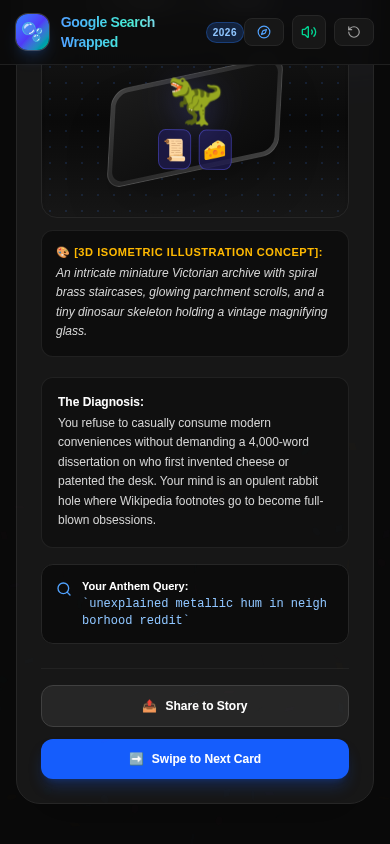 Google Search
Wrapped
2026
🎨 [3D ISOMETRIC ILLUSTRATION CONCEPT]:
An intricate miniature Victorian archive with spiral
brass staircases, glowing parchment scrolls, and a
tiny dinosaur skeleton holding a vintage magnifying
glass.
The Diagnosis:
You refuse to casually consume modern
conveniences without demanding a 4,000-word
dissertation on who first invented cheese or
patented the desk. Your mind is an opulent rabbit
hole where Wikipedia footnotes go to become full-
blown obsessions.
Your Anthem Query:
`unexplained metallic hum in neigh
borhood reddit`
📤 Share to Story
➡️ Swipe to Next Card